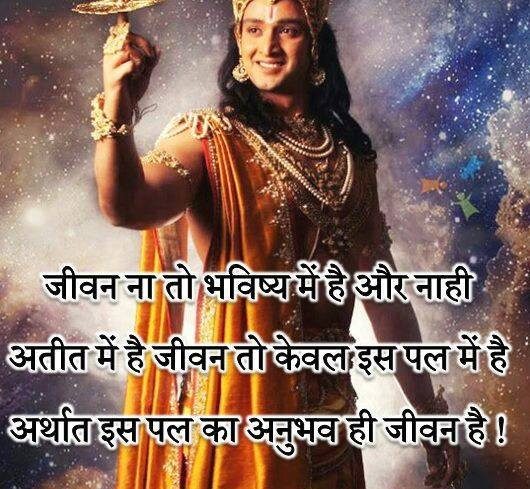 जीवन ना तो भविष्य में है और नाही
अतीत में है जीवन तो केवल इस पल में है
अर्थात इस पल का अनुभव ही जीवन है !